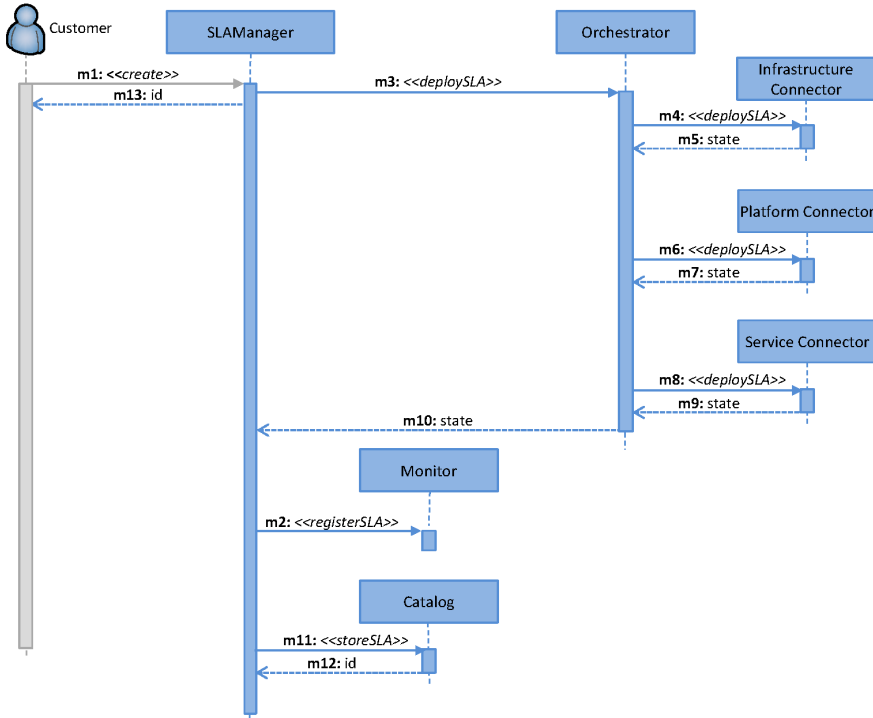 Customer
SLAManager
Orchestrator
Infrastructure
Connector
m1: <<create>>
m3: <<deploySLA>>
m13: id
m4: <<deploySLA>>
m5: state
Platform Connector
m6: <<deploySLA>>
m7: state
Service Connector
m8: <<deploySLA>>
m9: state
m10: state
Monitor
m2: <<registerSLA>>
Catalog
m11: <<storeSLA>>
m12: id